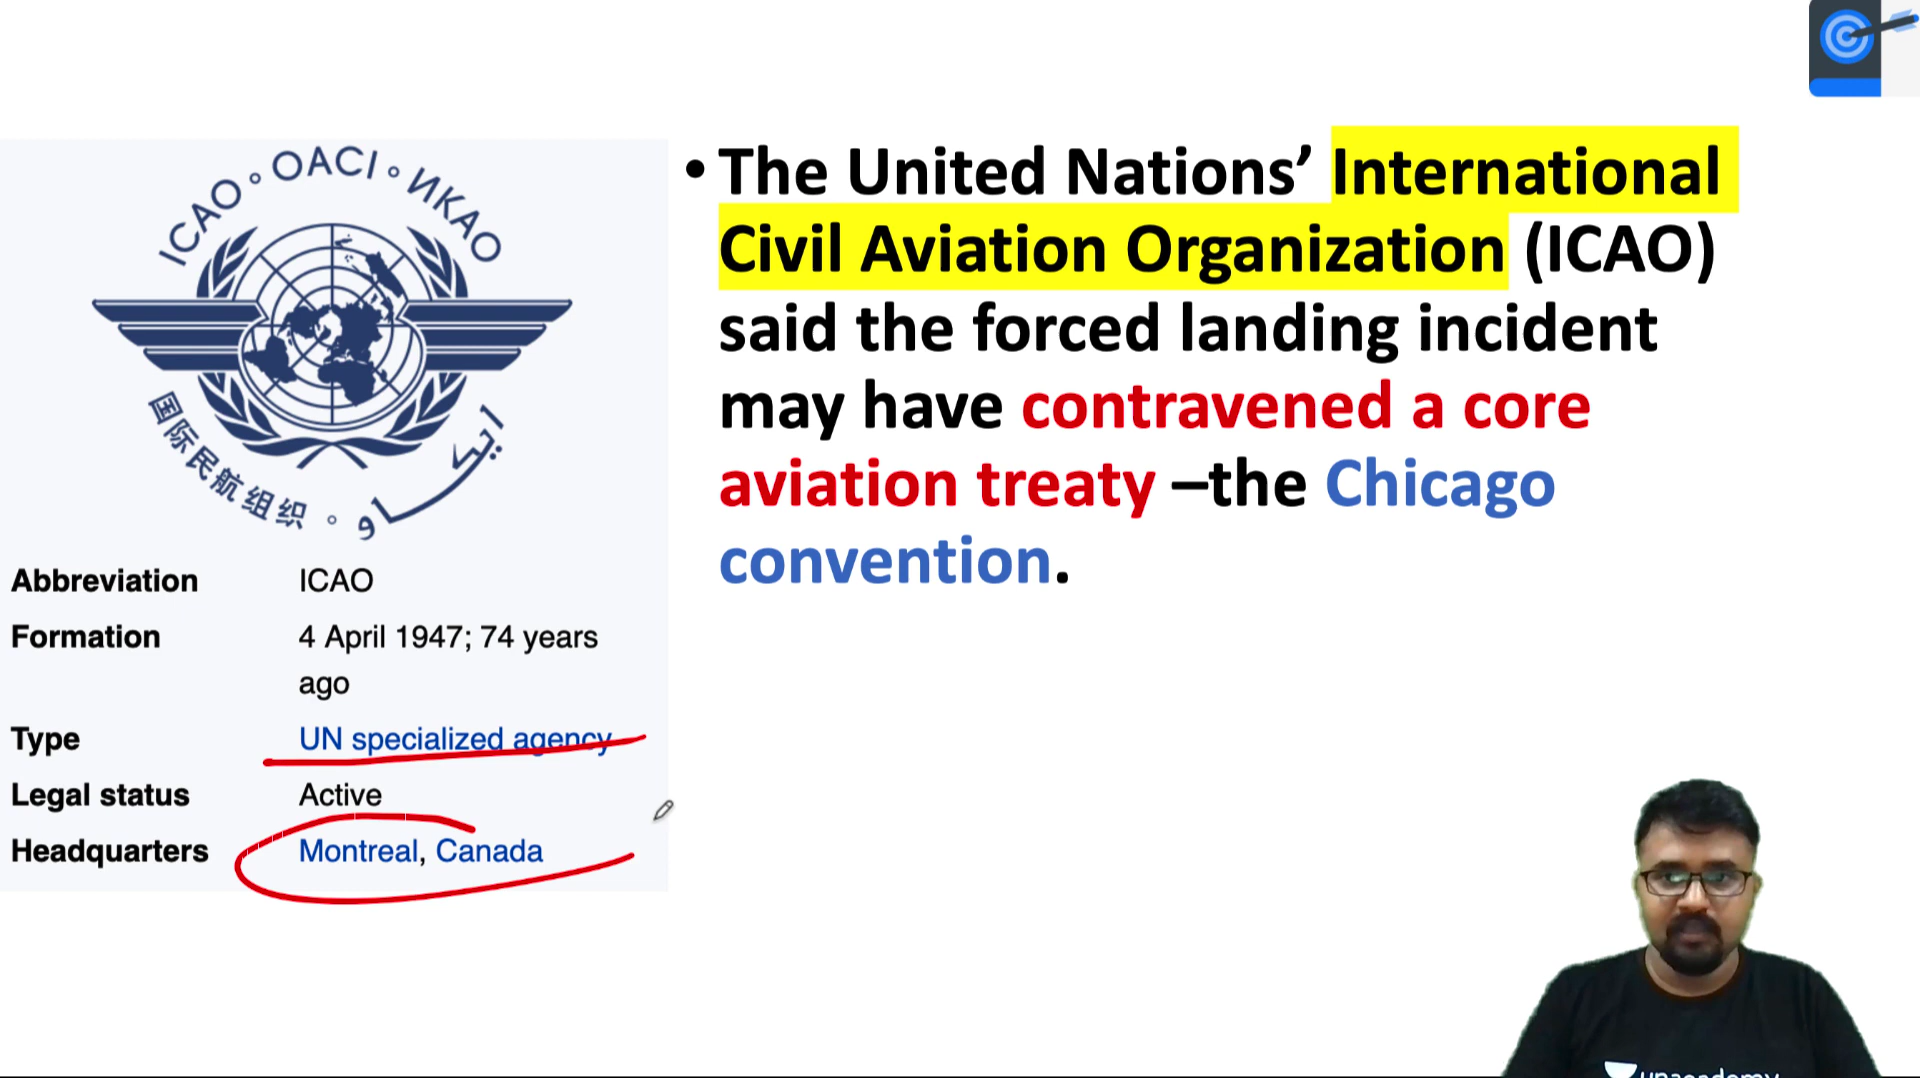 ICAO ° OACI ° ИКАО
国际民航组织 ° إيكاو
Abbreviation ICAO
Formation 4 April 1947; 74 years
ago
Type UN specialized agency
Legal status Active
Headquarters Montreal, Canada
• The United Nations’ International
Civil Aviation Organization (ICAO)
said the forced landing incident
may have contravened a core
aviation treaty –the Chicago
convention.
unacademy